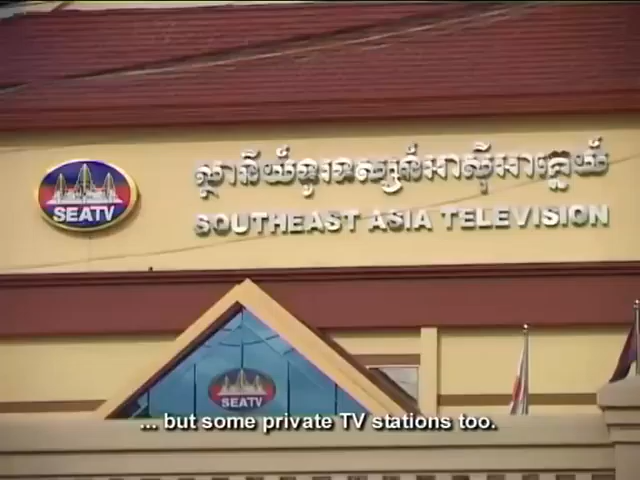 ស្ថានីយ៍ទូរទស្សន៍អាស៊ីអាគ្នេយ៍
SEATV
SOUTHEAST ASIA TELEVISION
SEATV
... but some private TV stations too.